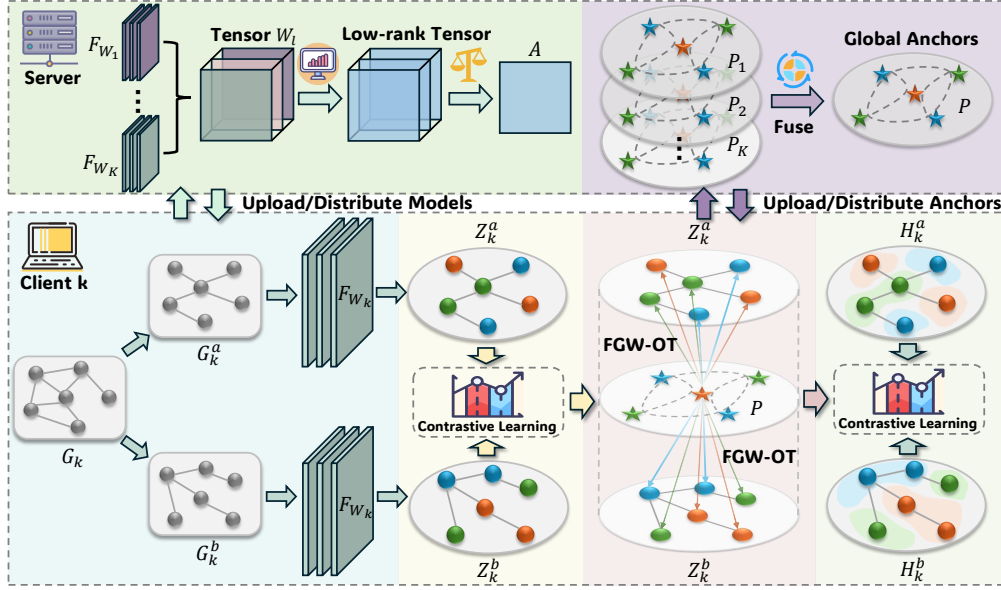 Server
F_{W_1}
F_{W_K}
Tensor W_l
Low-rank Tensor
A
P_1
P_2
P_K
Fuse
Global Anchors
P
Upload/Distribute Models
Upload/Distribute Anchors
Client k
G_k
G_k^a
G_k^b
F_{W_k}
F_{W_k}
Z_k^a
Contrastive Learning
Z_k^b
Z_k^a
FGW-OT
P
FGW-OT
Z_k^b
H_k^a
Contrastive Learning
H_k^b